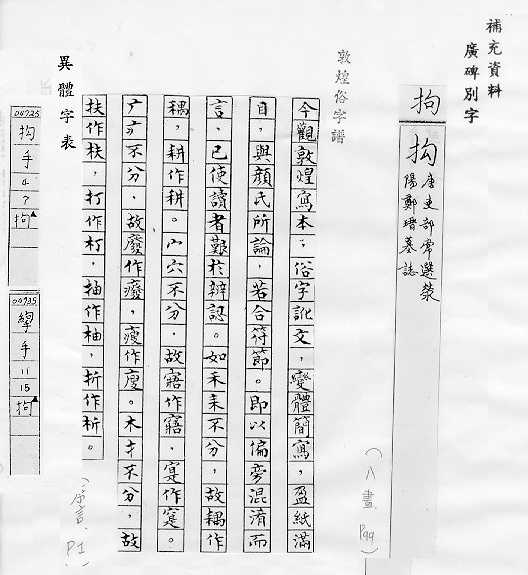 補充資料
廣碑別字
拘
抅
唐吏部常選滎
陽鄭瑨墓誌
(八畫, P99)
敦煌俗字譜
今觀敦煌寫本,俗字訛文,變體簡寫,盈紙滿
目,與顏氏所論,若合符節。即以偏旁混淆而
言,已使讀者艱於辨認。如禾耒不分,故耦作
耦,耕作耕。宀穴不分,故寤作寤,寔作寔。
广疒不分,故廢作癈,瘦作廋。木扌不分,故
扶作枎,打作朾,抽作柚,折作析。
(序言, P.I)
異體字表
00925
抅
手
4
7
拘▲
00935
手
11
15
拘▲